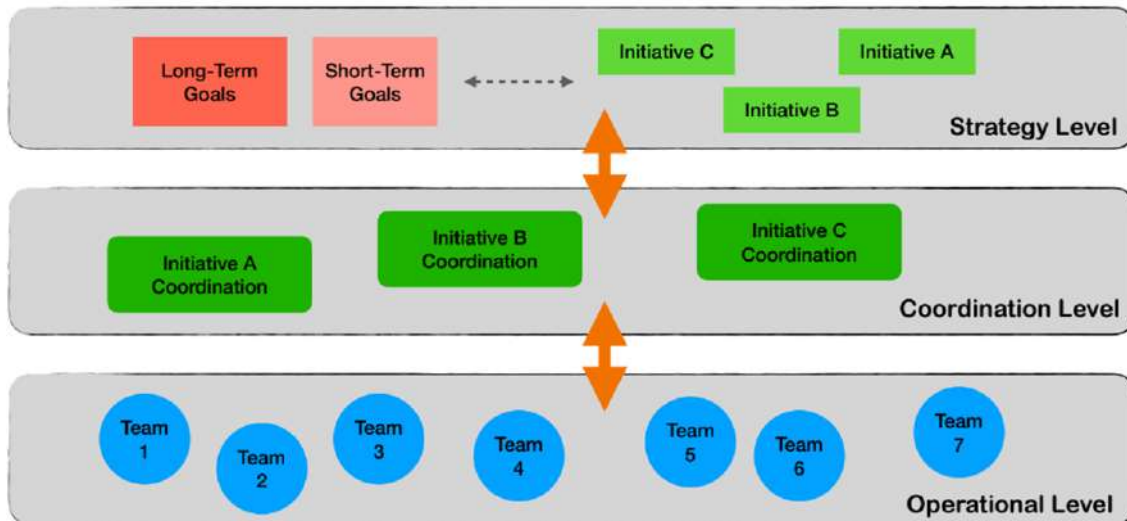 Long-Term
Goals
Short-Term
Goals
Initiative C
Initiative A
Initiative B
Strategy Level
Initiative A
Coordination
Initiative B
Coordination
Initiative C
Coordination
Coordination Level
Team
1
Team
2
Team
3
Team
4
Team
5
Team
6
Team
7
Operational Level